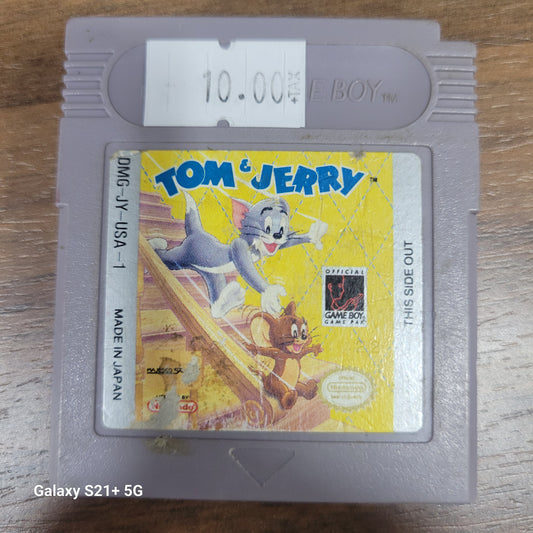 10.00
+TAX
E BOY TM
TOM & JERRY TM
DMG-JY-USA-1
MADE IN JAPAN
THIS SIDE OUT
OFFICIAL
GAME BOY
GAME PAK
Nintendo
Galaxy S21+ 5G